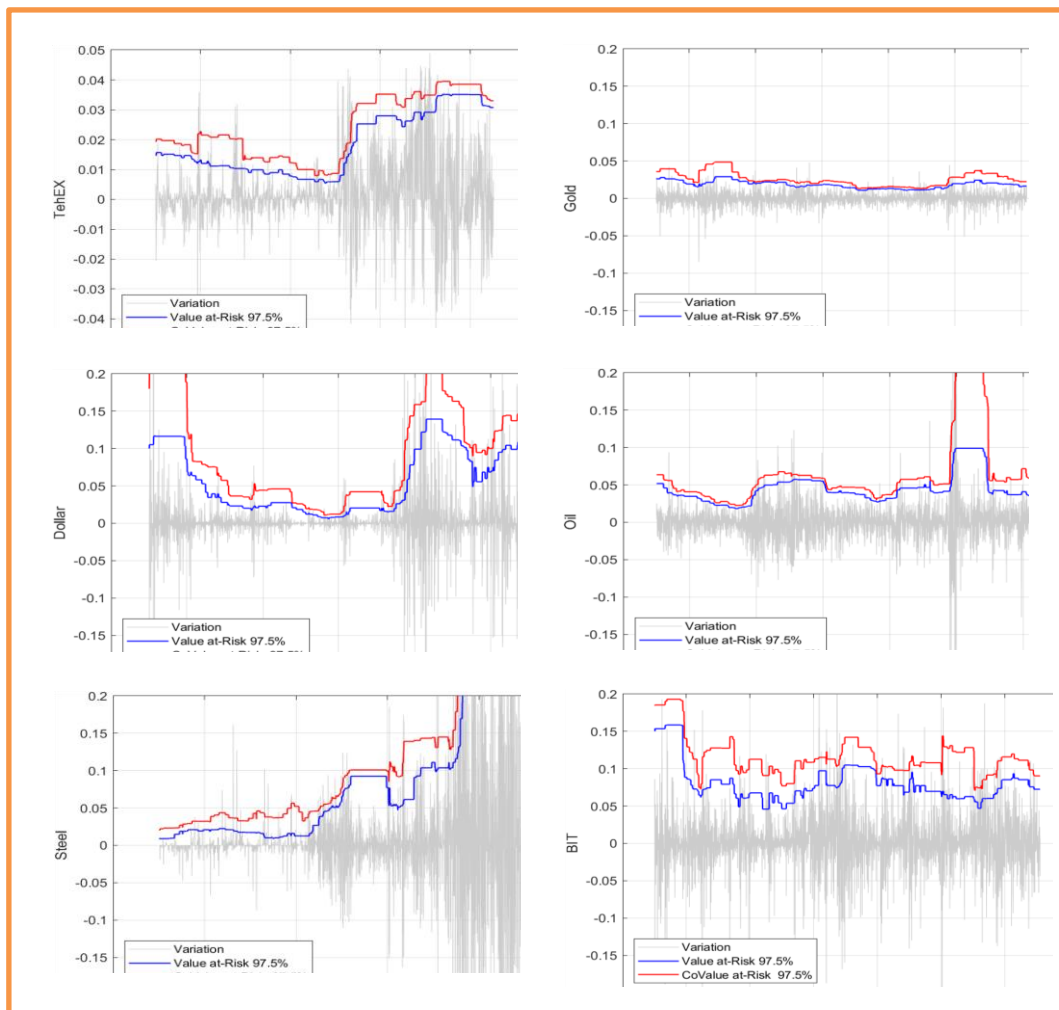 0.05
0.04
0.03
0.02
0.01
0
-0.01
-0.02
-0.03
-0.04
TehEX
Variation
Value at-Risk 97.5%
0.2
0.15
0.1
0.05
0
-0.05
-0.1
-0.15
Gold
Variation
Value at-Risk 97.5%
0.2
0.15
0.1
0.05
0
-0.05
-0.1
-0.15
Dollar
Variation
Value at-Risk 97.5%
0.2
0.15
0.1
0.05
0
-0.05
-0.1
-0.15
Oil
Variation
Value at-Risk 97.5%
0.2
0.15
0.1
0.05
0
-0.05
-0.1
-0.15
Steel
Variation
Value at-Risk 97.5%
0.2
0.15
0.1
0.05
0
-0.05
-0.1
-0.15
BIT
Variation
Value at-Risk 97.5%
CoValue at-Risk 97.5%